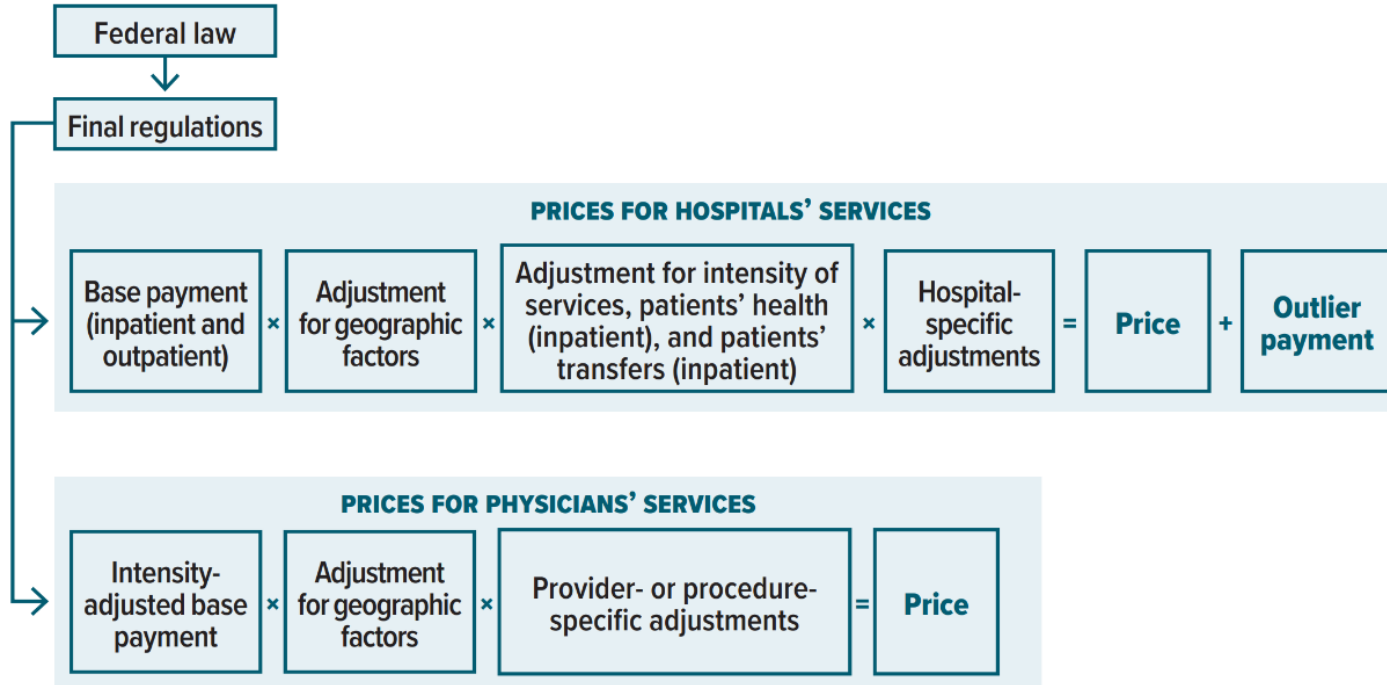 Federal law
Final regulations
PRICES FOR HOSPITALS’ SERVICES
Base payment
(inpatient and
outpatient)
×
Adjustment
for geographic
factors
×
Adjustment for intensity of
services, patients’ health
(inpatient), and patients’
transfers (inpatient)
×
Hospital-
specific
adjustments
=
Price
+
Outlier
payment
PRICES FOR PHYSICIANS’ SERVICES
Intensity-
adjusted base
payment
×
Adjustment
for geographic
factors
×
Provider- or procedure-
specific adjustments
=
Price